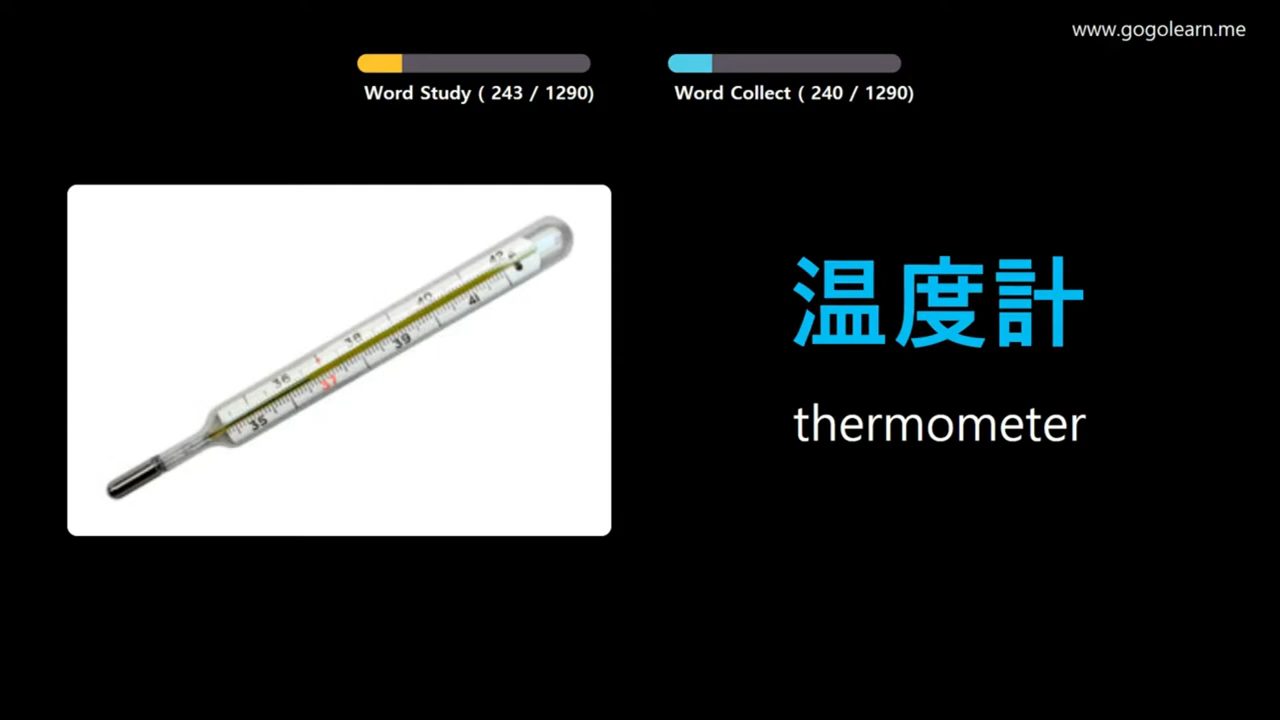 www.gogolearn.me
Word Study ( 243 / 1290)
Word Collect ( 240 / 1290)
42
40
41
38
39
36
37
35
温度計
thermometer